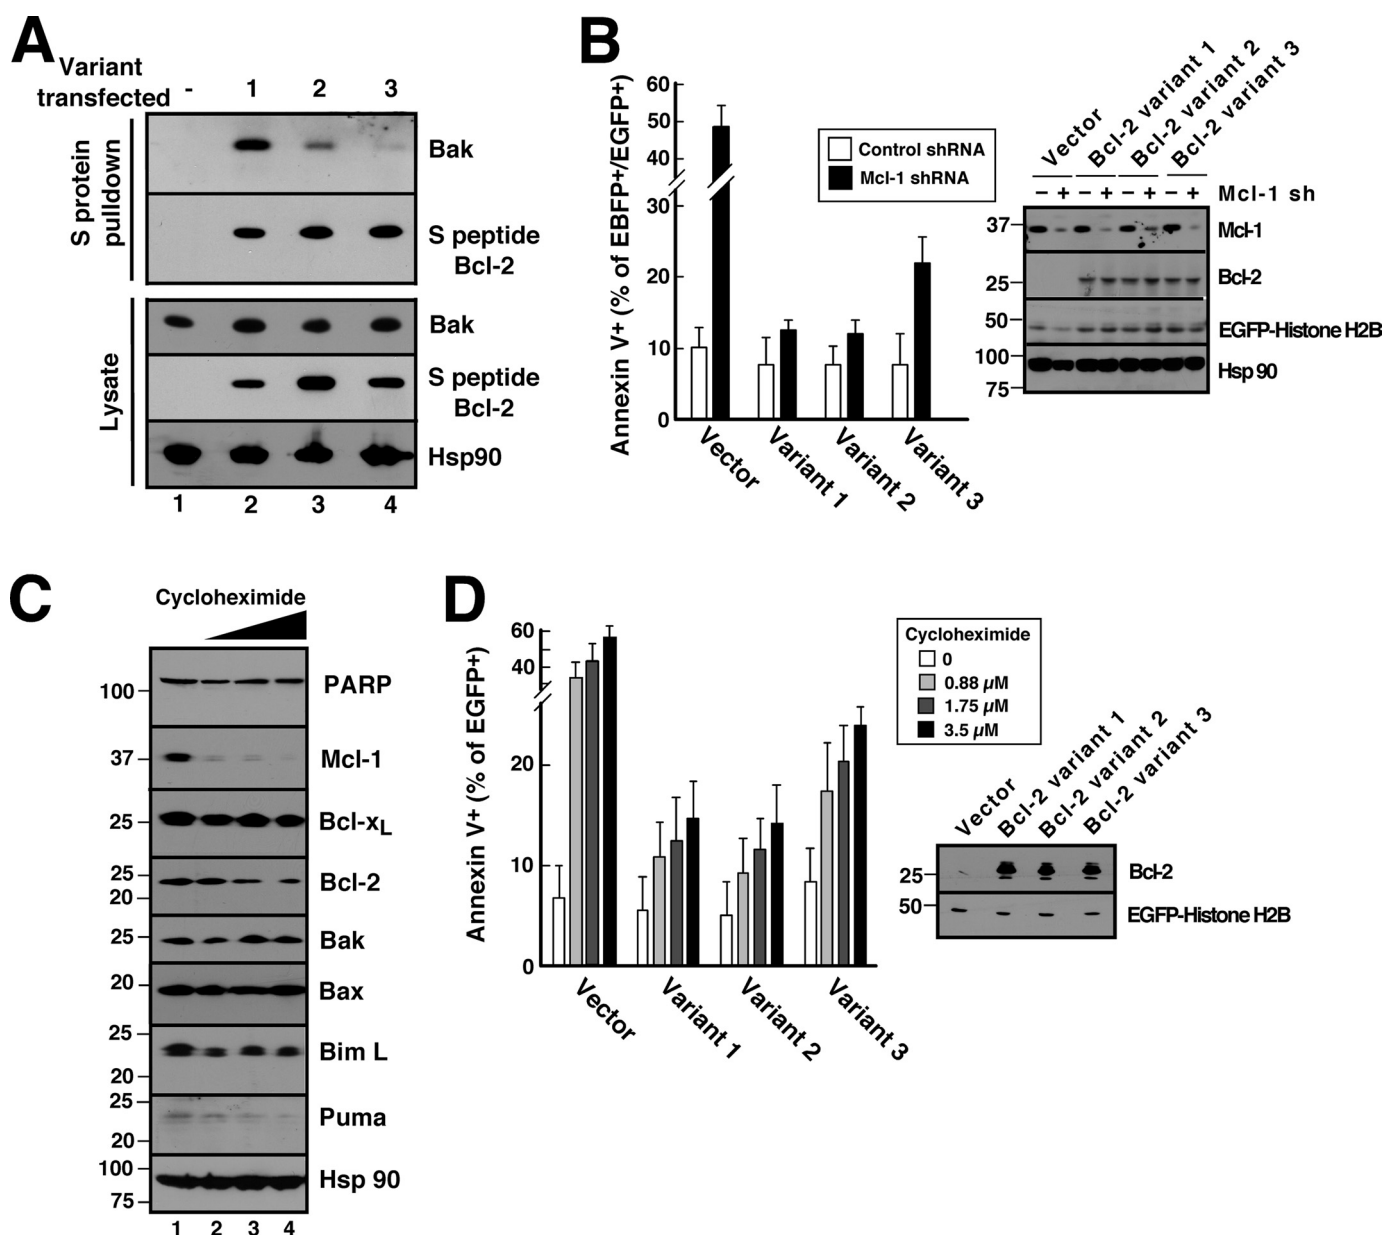 A
Variant
transfected - 1 2 3
S protein
pulldown
Bak
S peptide
Bcl-2
Lysate
Bak
S peptide
Bcl-2
Hsp90
1 2 3 4
B
Annexin V+ (% of EBFP+/EGFP+)
60
50
40
30
20
10
0
Control shRNA
Mcl-1 shRNA
Vector
Variant 1
Variant 2
Variant 3
Vector
Bcl-2 variant 1
Bcl-2 variant 2
Bcl-2 variant 3
– + – + – + – + Mcl-1 sh
37 Mcl-1
25 Bcl-2
50 EGFP-Histone H2B
100
Hsp 90
75
C
Cycloheximide
100 PARP
37 Mcl-1
25 Bcl-xL
25
Bcl-2
20
25 Bak
20 Bax
25
Bim L
20
25
Puma
20
100
Hsp 90
75
1 2 3 4
D
Annexin V+ (% of EGFP+)
60
40
20
10
0
Cycloheximide
0
0.88 µM
1.75 µM
3.5 µM
Vector
Variant 1
Variant 2
Variant 3
Vector
Bcl-2 variant 1
Bcl-2 variant 2
Bcl-2 variant 3
25 Bcl-2
50 EGFP-Histone H2B